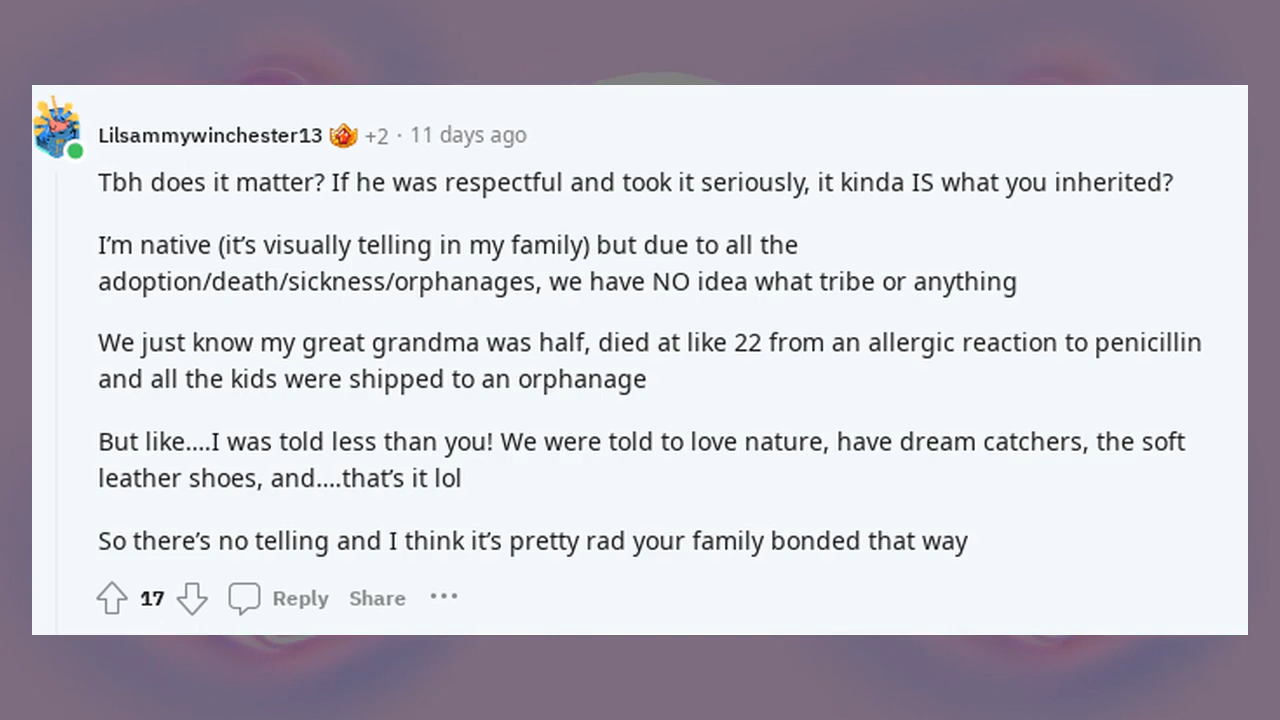 Lilsammywinchester13 +2 · 11 days ago
Tbh does it matter? If he was respectful and took it seriously, it kinda IS what you inherited?
I’m native (it’s visually telling in my family) but due to all the
adoption/death/sickness/orphanages, we have NO idea what tribe or anything
We just know my great grandma was half, died at like 22 from an allergic reaction to penicillin
and all the kids were shipped to an orphanage
But like....I was told less than you! We were told to love nature, have dream catchers, the soft
leather shoes, and....that’s it lol
So there’s no telling and I think it’s pretty rad your family bonded that way
17 Reply Share •••